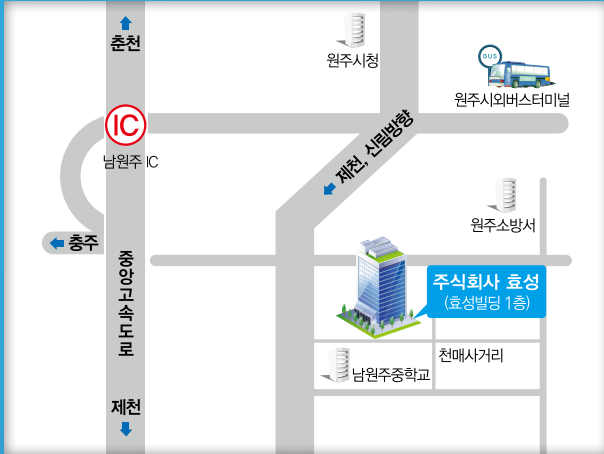 춘천
원주시청
BUS
원주시외버스터미널
IC
남원주 IC
제천, 신림방향
원주소방서
충주
중앙고속도로
주식회사 효성
(효성빌딩 1층)
천매사거리
남원주중학교
제천